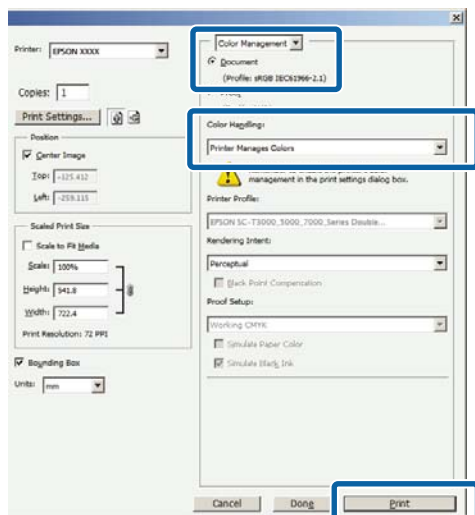 Printer: EPSON XXXX
Copies: 1
Print Settings...
Position
Center Image
Top: -125.412
Left: -259.115
Scaled Print Size
Scale to Fit Media
Scale: 100%
Height: 541.8
Width: 722.4
Print Resolution: 72 PPI
Bounding Box
Units: mm
Color Management
Document
(Profile: sRGB IEC61966-2.1)
Color Handling:
Printer Manages Colors
management in the print settings dialog box.
Printer Profile:
EPSON SC-T3000_5000_7000_Series Double...
Rendering Intent:
Perceptual
Black Point Compensation
Proof Setup:
Working CMYK
Simulate Paper Color
Simulate Black Ink
Cancel
Done
Print